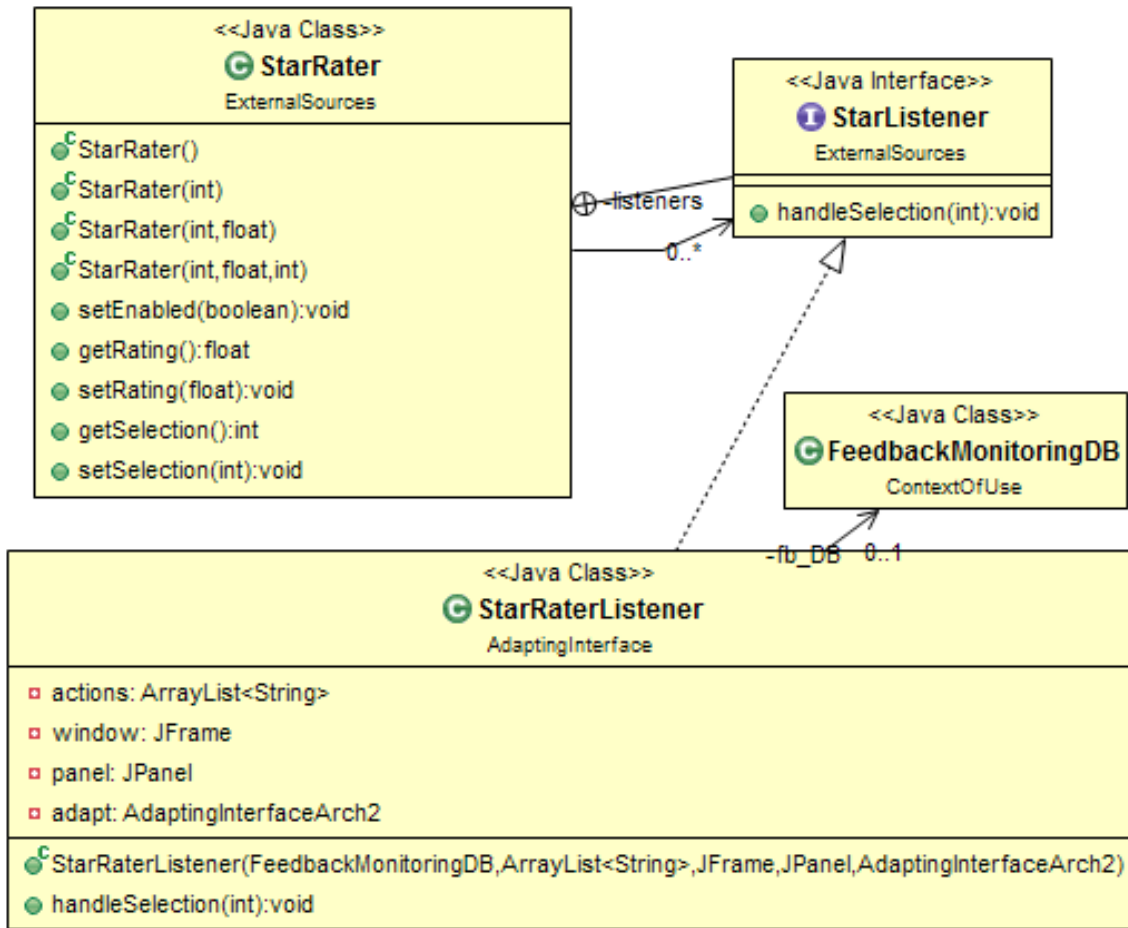 <<Java Class>>
StarRater
ExternalSources
StarRater()
StarRater(int)
StarRater(int,float)
StarRater(int,float,int)
setEnabled(boolean):void
getRating():float
setRating(float):void
getSelection():int
setSelection(int):void
<<Java Interface>>
StarListener
ExternalSources
handleSelection(int):void
-listeners
0..*
<<Java Class>>
FeedbackMonitoringDB
ContextOfUse
-fb_DB 0..1
<<Java Class>>
StarRaterListener
AdaptingInterface
actions: ArrayList<String>
window: JFrame
panel: JPanel
adapt: AdaptingInterfaceArch2
StarRaterListener(FeedbackMonitoringDB,ArrayList<String>,JFrame,JPanel,AdaptingInterfaceArch2)
handleSelection(int):void